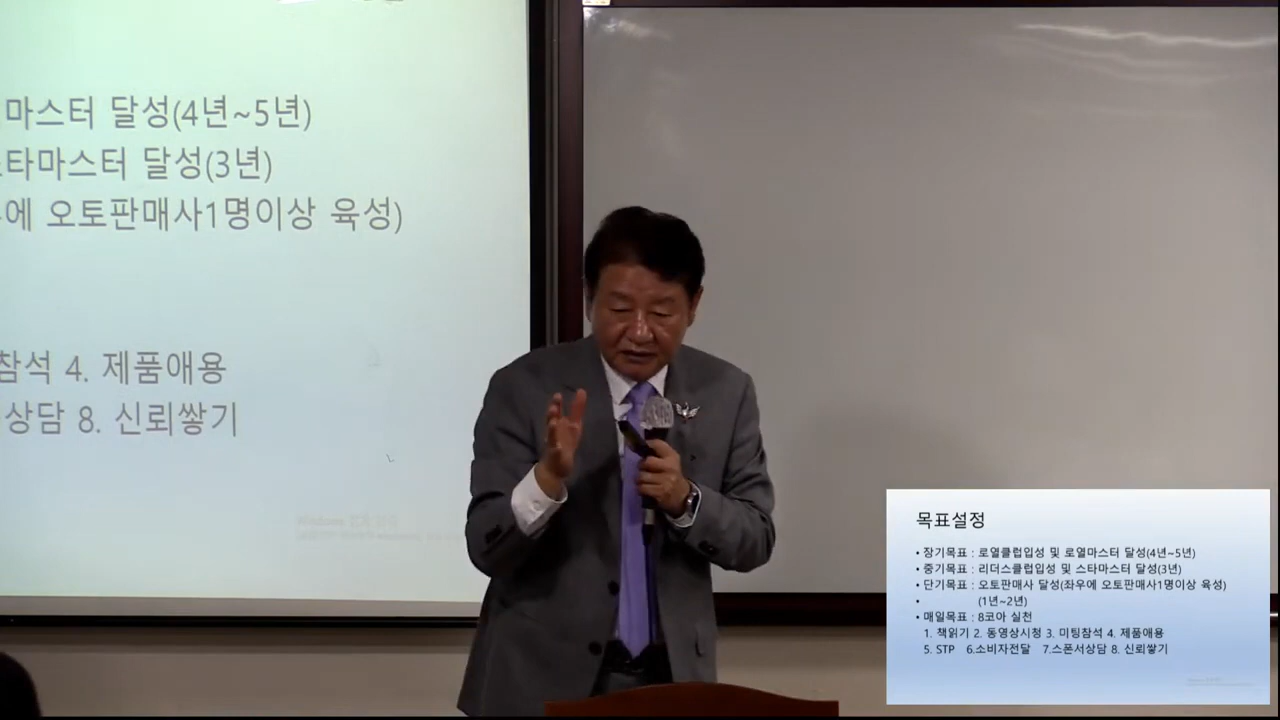 마스터 달성(4년~5년)
스타마스터 달성(3년)
에 오토판매사1명이상 육성)
참석 4. 제품애용
상담 8. 신뢰쌓기
목표설정
• 장기목표 : 로열클럽입성 및 로열마스터 달성(4년~5년)
• 중기목표 : 리더스클럽입성 및 스타마스터 달성(3년)
• 단기목표 : 오토판매사 달성(좌우에 오토판매사1명이상 육성)
• (1년~2년)
• 매일목표 : 8코아 실천
1. 책읽기 2. 동영상시청 3. 미팅참석 4. 제품애용
5. STP 6.소비자전달 7.스폰서상담 8. 신뢰쌓기